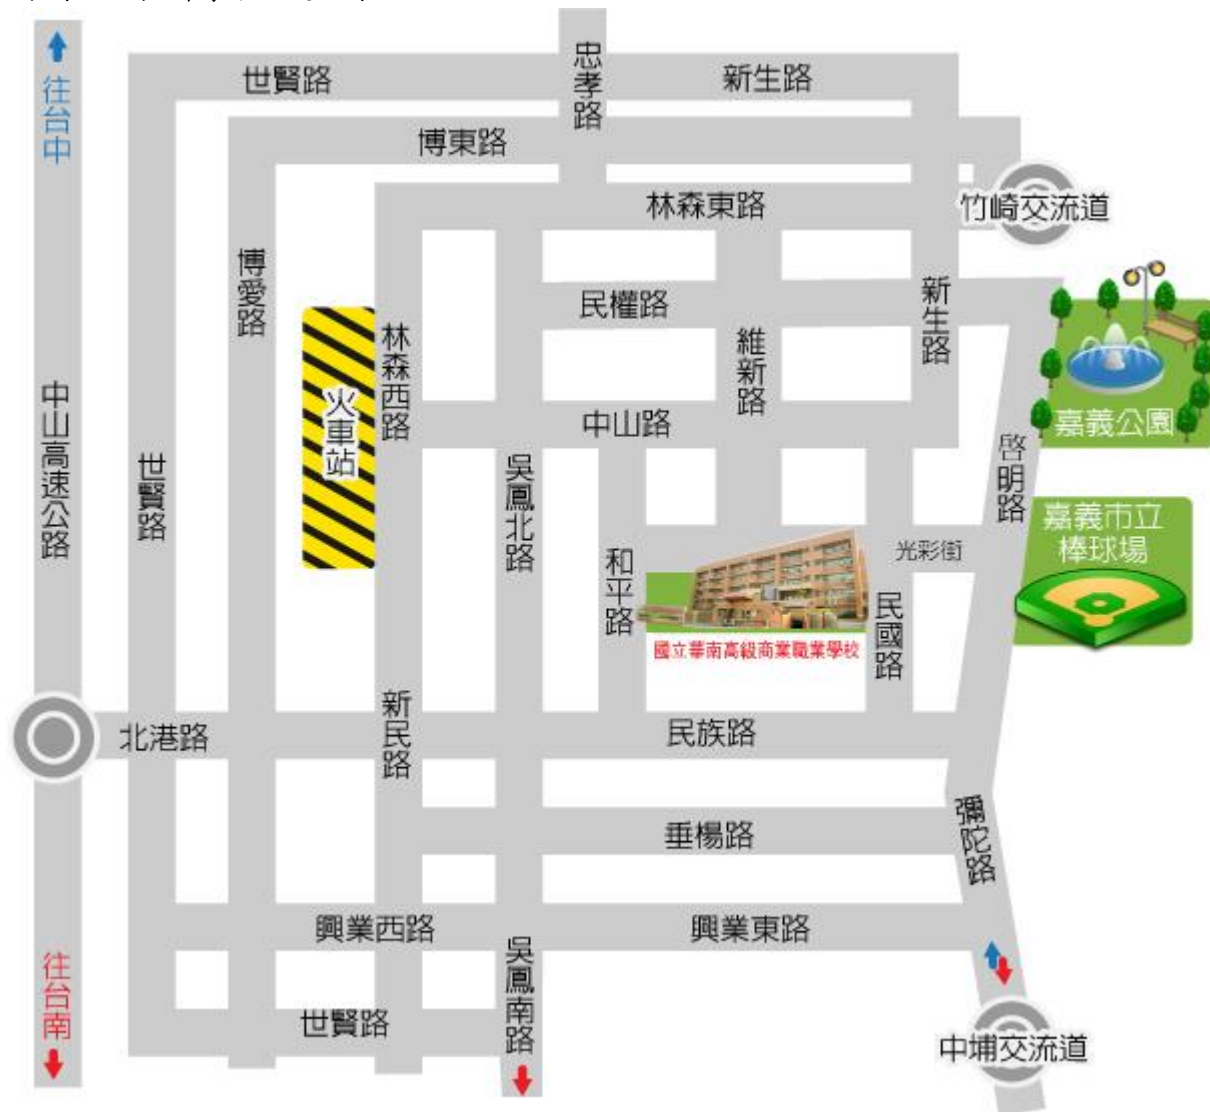 往台中
忠孝路
世賢路
新生路
博東路
林森東路
竹崎交流道
博愛路
民權路
新生路
林森西路
維新路
火車站
中山路
嘉義公園
中山高速公路
世賢路
吳鳳北路
啓明路
嘉義市立
棒球場
光彩街
和平路
民國路
國立華南高級商業職業學校
新民路
北港路
民族路
垂楊路
彌陀路
興業西路
興業東路
吳鳳南路
往台南
世賢路
中埔交流道